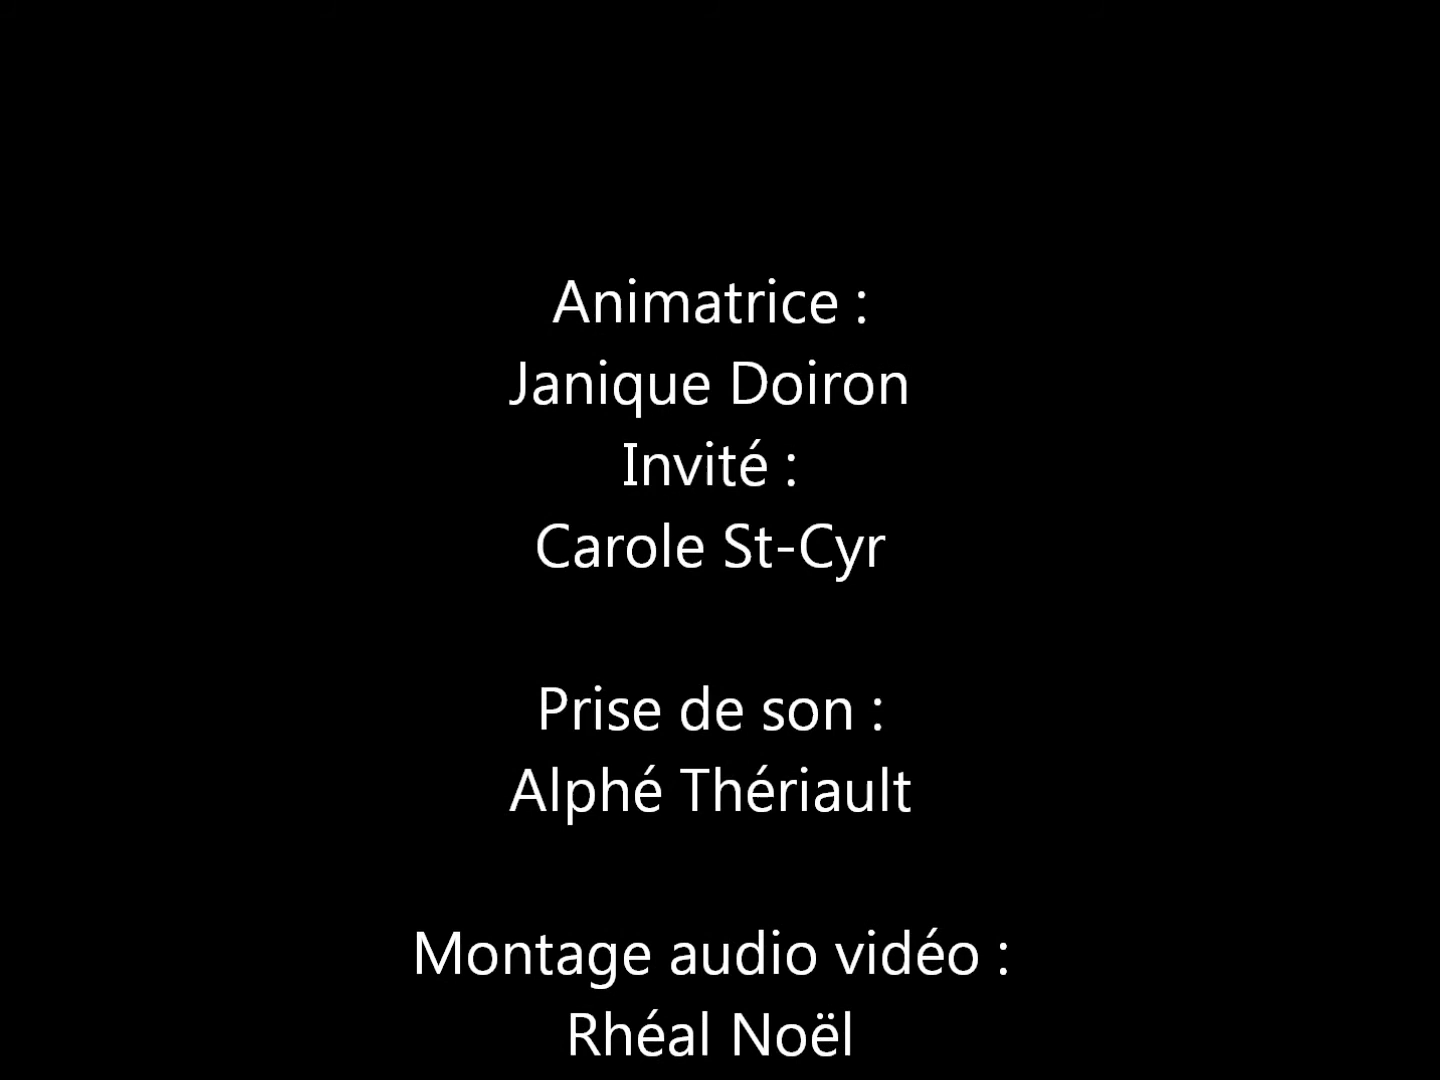 Animatrice :
Janique Doiron
Invité :
Carole St-Cyr
Prise de son :
Alphé Thériault
Montage audio vidéo :
Rhéal Noël